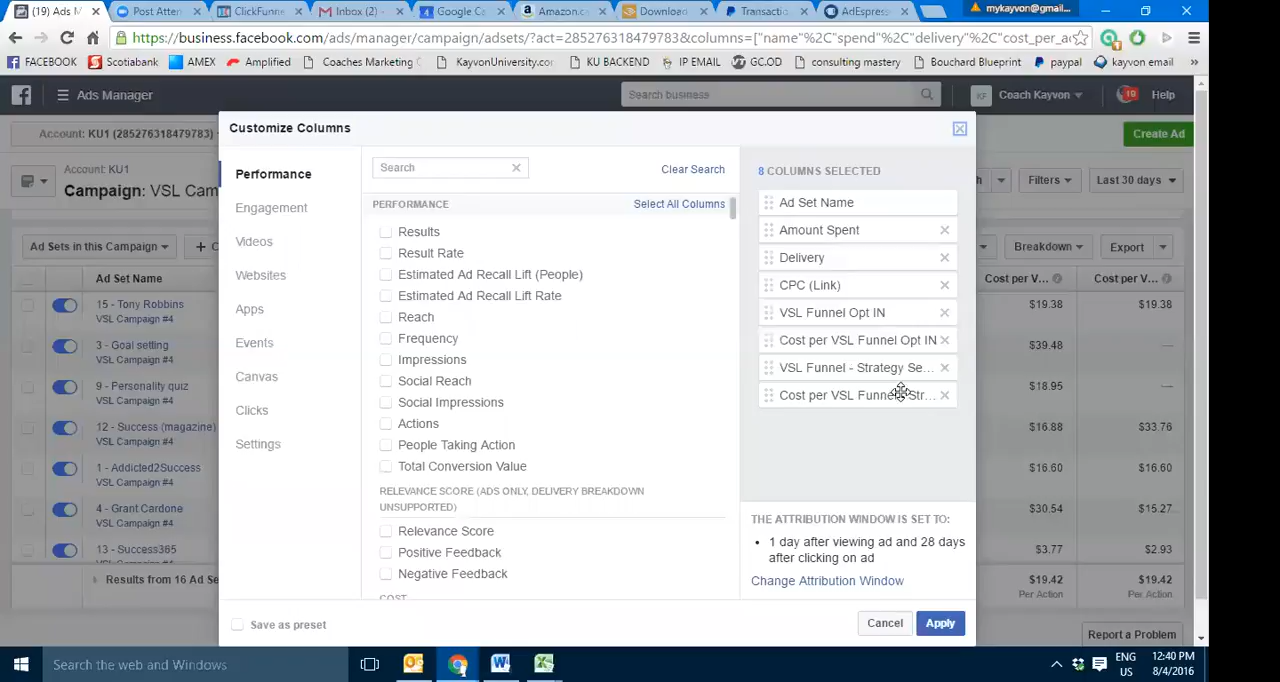 (19) Ads M
Post Atten
ClickFunne
Inbox (2) -
Google Ca
Amazon.c
Download
Transactio
AdEspres
mykayvon@gmail...
https://business.facebook.com/ads/manager/campaign/adsets/?act=285276318479783&columns=["name"%2C"spend"%2C"delivery"%2C"cost_per_a
FACEBOOK
Scotiabank
AMEX
Amplified
Coaches Marketing
KayvonUniversity.co
KU BACKEND
IP EMAIL
GC.OD
consulting mastery
Bouchard Blueprint
paypal
kayvon email
Ads Manager
Search business
KF
Coach Kayvon
19
Help
Account: KU1 (285276318479783)
Create Ad
Account: KU1
Campaign: VSL Cam
Filters
Last 30 days
Ad Sets in this Campaign
Breakdown
Export
Ad Set Name
Cost per V...
Cost per V...
15 - Tony Robbins
VSL Campaign #4
$19.38
$19.38
3 - Goal setting
VSL Campaign #4
$39.48
—
9 - Personality quiz
VSL Campaign #4
$18.95
—
12 - Success (magazine)
VSL Campaign #4
$16.88
$33.76
1 - Addicted2Success
VSL Campaign #4
$16.60
$16.60
4 - Grant Cardone
VSL Campaign #4
$30.54
$15.27
13 - Success365
VSL Campaign #4
$3.77
$2.93
Results from 16 Ad Se
$19.42
Per Action
$19.42
Per Action
Report a Problem
Customize Columns
Performance
Engagement
Videos
Websites
Apps
Events
Canvas
Clicks
Settings
Search
Clear Search
PERFORMANCE
Select All Columns
Results
Result Rate
Estimated Ad Recall Lift (People)
Estimated Ad Recall Lift Rate
Reach
Frequency
Impressions
Social Reach
Social Impressions
Actions
People Taking Action
Total Conversion Value
RELEVANCE SCORE (ADS ONLY, DELIVERY BREAKDOWN
UNSUPPORTED)
Relevance Score
Positive Feedback
Negative Feedback
COST
8 COLUMNS SELECTED
Ad Set Name
Amount Spent
Delivery
CPC (Link)
VSL Funnel Opt IN
Cost per VSL Funnel Opt IN
VSL Funnel - Strategy Se...
Cost per VSL Funnel - Str...
THE ATTRIBUTION WINDOW IS SET TO:
• 1 day after viewing ad and 28 days
after clicking on ad
Change Attribution Window
Save as preset
Cancel
Apply
Search the web and Windows
ENG
US
12:40 PM
8/4/2016